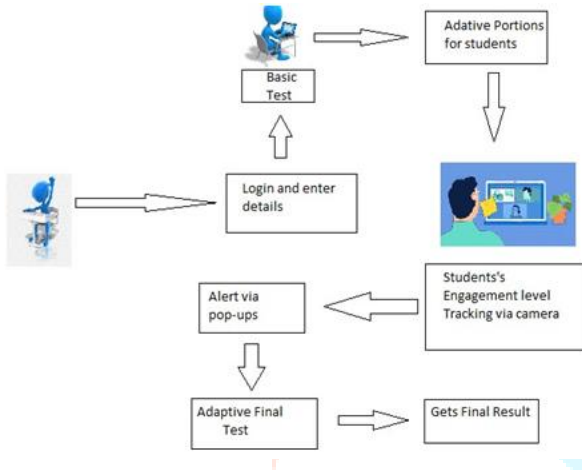 Basic
Test
Adative Portions
for students
Login and enter
details
Students's
Engagement level
Tracking via camera
Alert via
pop-ups
Adaptive Final
Test
Gets Final Result